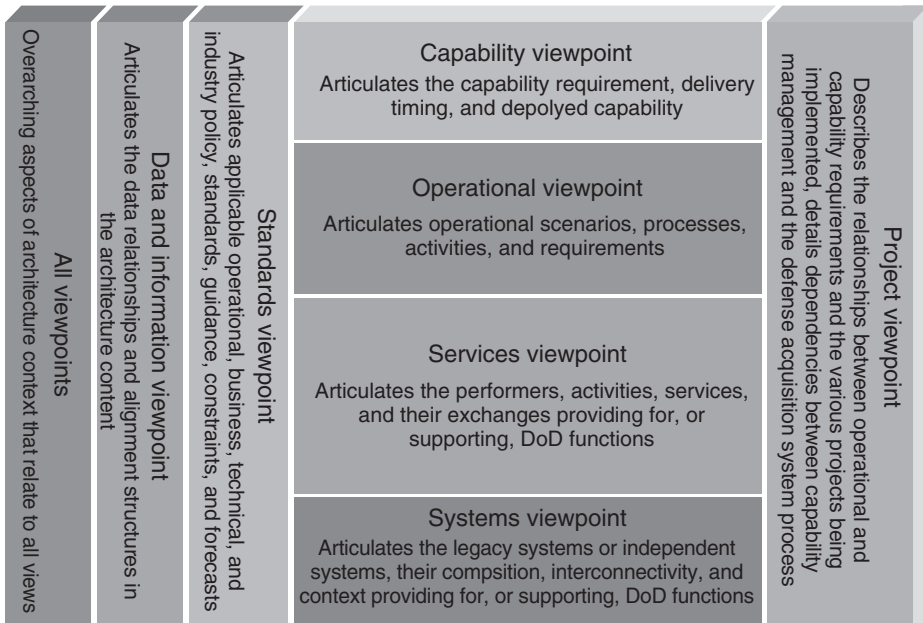 All viewpoints
Overarching aspects of architecture context that relate to all views
Data and information viewpoint
Articulates the data relationships and alignment structures in
the architecture content
Standards viewpoint
Articulates applicable operational, business, technical, and
industry policy, standards, guidance, constraints, and forecasts
Capability viewpoint
Articulates the capability requirement, delivery
timing, and depolyed capability
Operational viewpoint
Articulates operational scenarios, processes,
activities, and requirements
Services viewpoint
Articulates the performers, activities, services,
and their exchanges providing for, or
supporting, DoD functions
Systems viewpoint
Articulates the legacy systems or independent
systems, their compsition, interconnectivity, and
context providing for, or supporting, DoD functions
Project viewpoint
Describes the relationships between operational and
capability requirements and the various projects being
implemented, details dependencies between capability
management and the defense acquisition system process